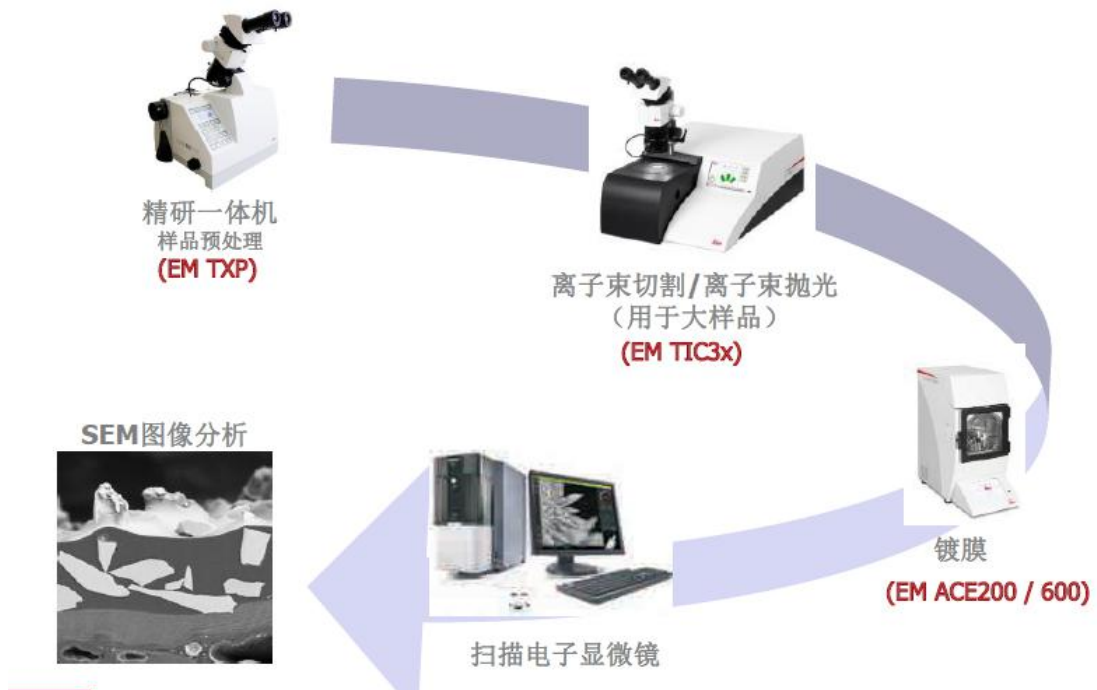 精研一体机
样品预处理
(EM TXP)
离子束切割/离子束抛光
（用于大样品）
(EM TIC3x)
镀膜
(EM ACE200 / 600)
扫描电子显微镜
SEM图像分析